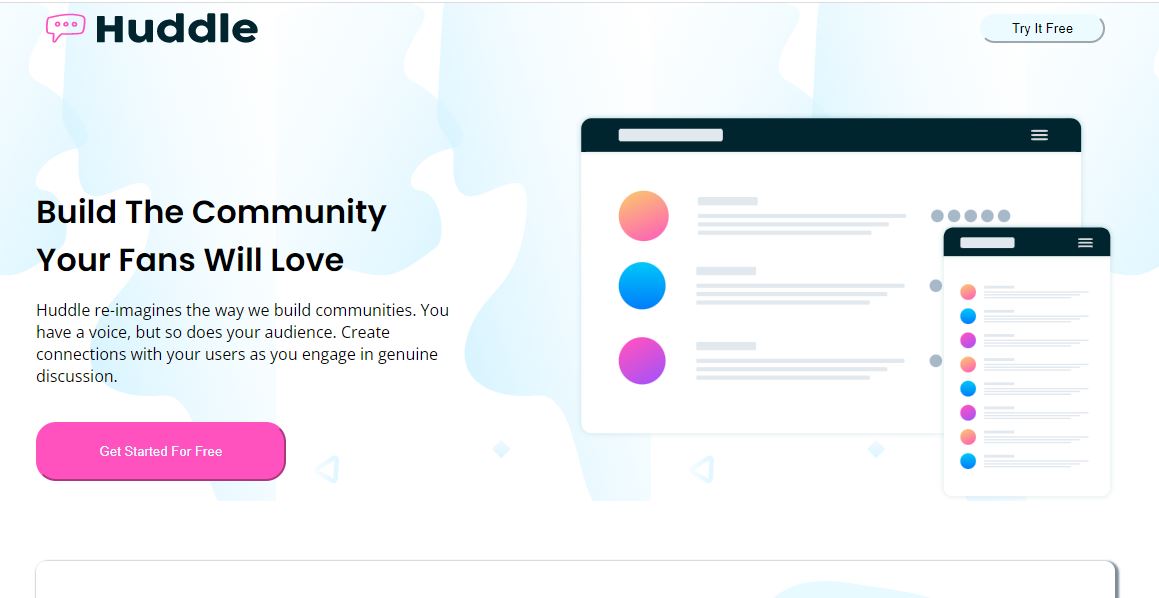 Huddle
Try It Free
Build The Community
Your Fans Will Love
Huddle re-imagines the way we build communities. You
have a voice, but so does your audience. Create
connections with your users as you engage in genuine
discussion.
Get Started For Free